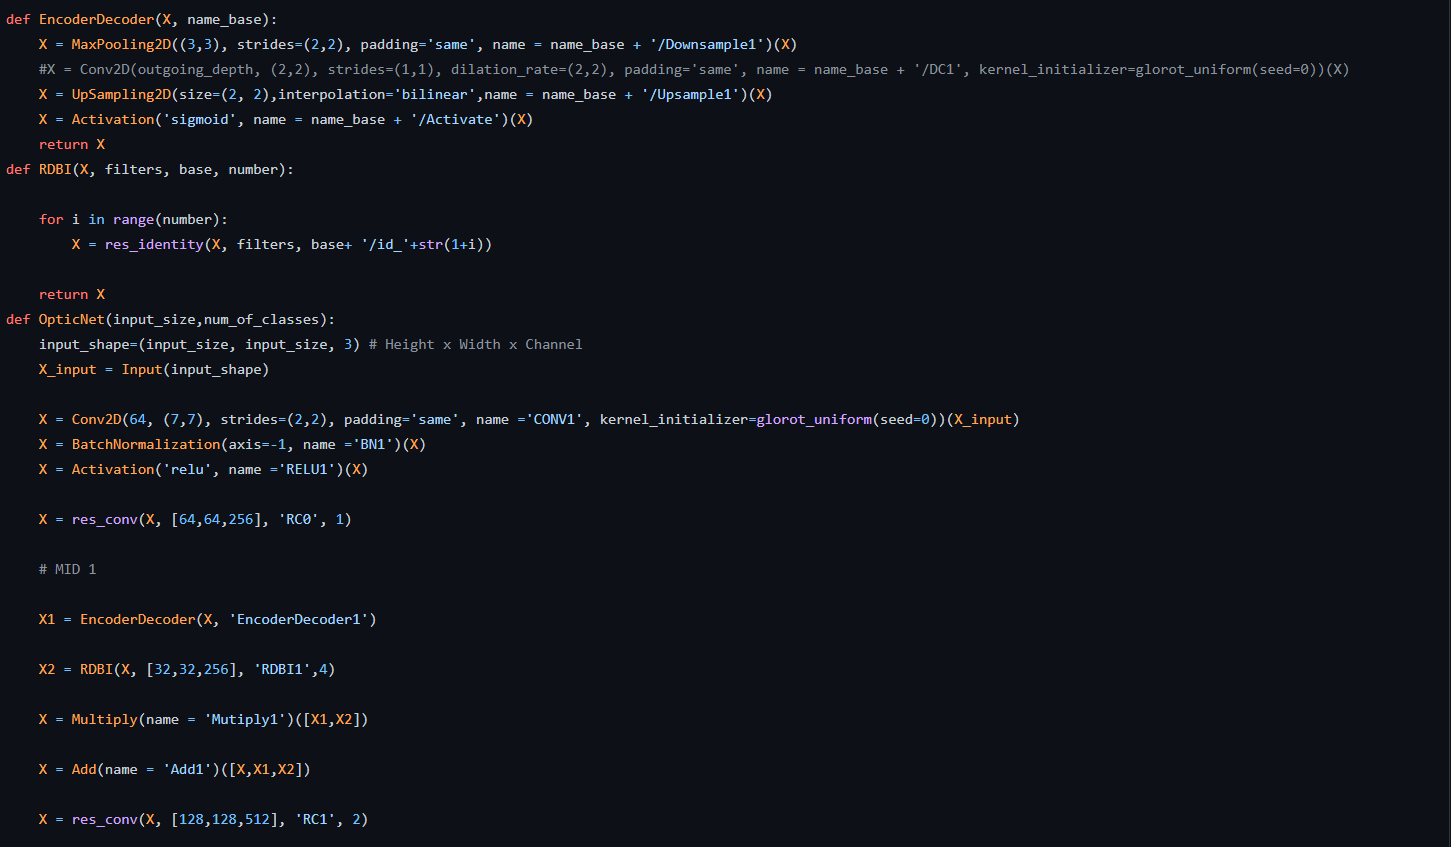 def EncoderDecoder(X, name_base):
    X = MaxPooling2D((3,3), strides=(2,2), padding='same', name = name_base + '/Downsample1')(X)
    #X = Conv2D(outgoing_depth, (2,2), strides=(1,1), dilation_rate=(2,2), padding='same', name = name_base + '/DC1', kernel_initializer=glorot_uniform(seed=0))(X)
    X = UpSampling2D(size=(2, 2),interpolation='bilinear',name = name_base + '/Upsample1')(X)
    X = Activation('sigmoid', name = name_base + '/Activate')(X)
    return X
def RDBI(X, filters, base, number):
    for i in range(number):
        X = res_identity(X, filters, base+ '/id_'+str(1+i))
    return X
def OpticNet(input_size,num_of_classes):
    input_shape=(input_size, input_size, 3) # Height x Width x Channel
    X_input = Input(input_shape)
    X = Conv2D(64, (7,7), strides=(2,2), padding='same', name ='CONV1', kernel_initializer=glorot_uniform(seed=0))(X_input)
    X = BatchNormalization(axis=-1, name ='BN1')(X)
    X = Activation('relu', name ='RELU1')(X)
    X = res_conv(X, [64,64,256], 'RC0', 1)
    # MID 1
    X1 = EncoderDecoder(X, 'EncoderDecoder1')
    X2 = RDBI(X, [32,32,256], 'RDBI1',4)
    X = Multiply(name = 'Mutiply1')([X1,X2])
    X = Add(name = 'Add1')([X,X1,X2])
    X = res_conv(X, [128,128,512], 'RC1', 2)